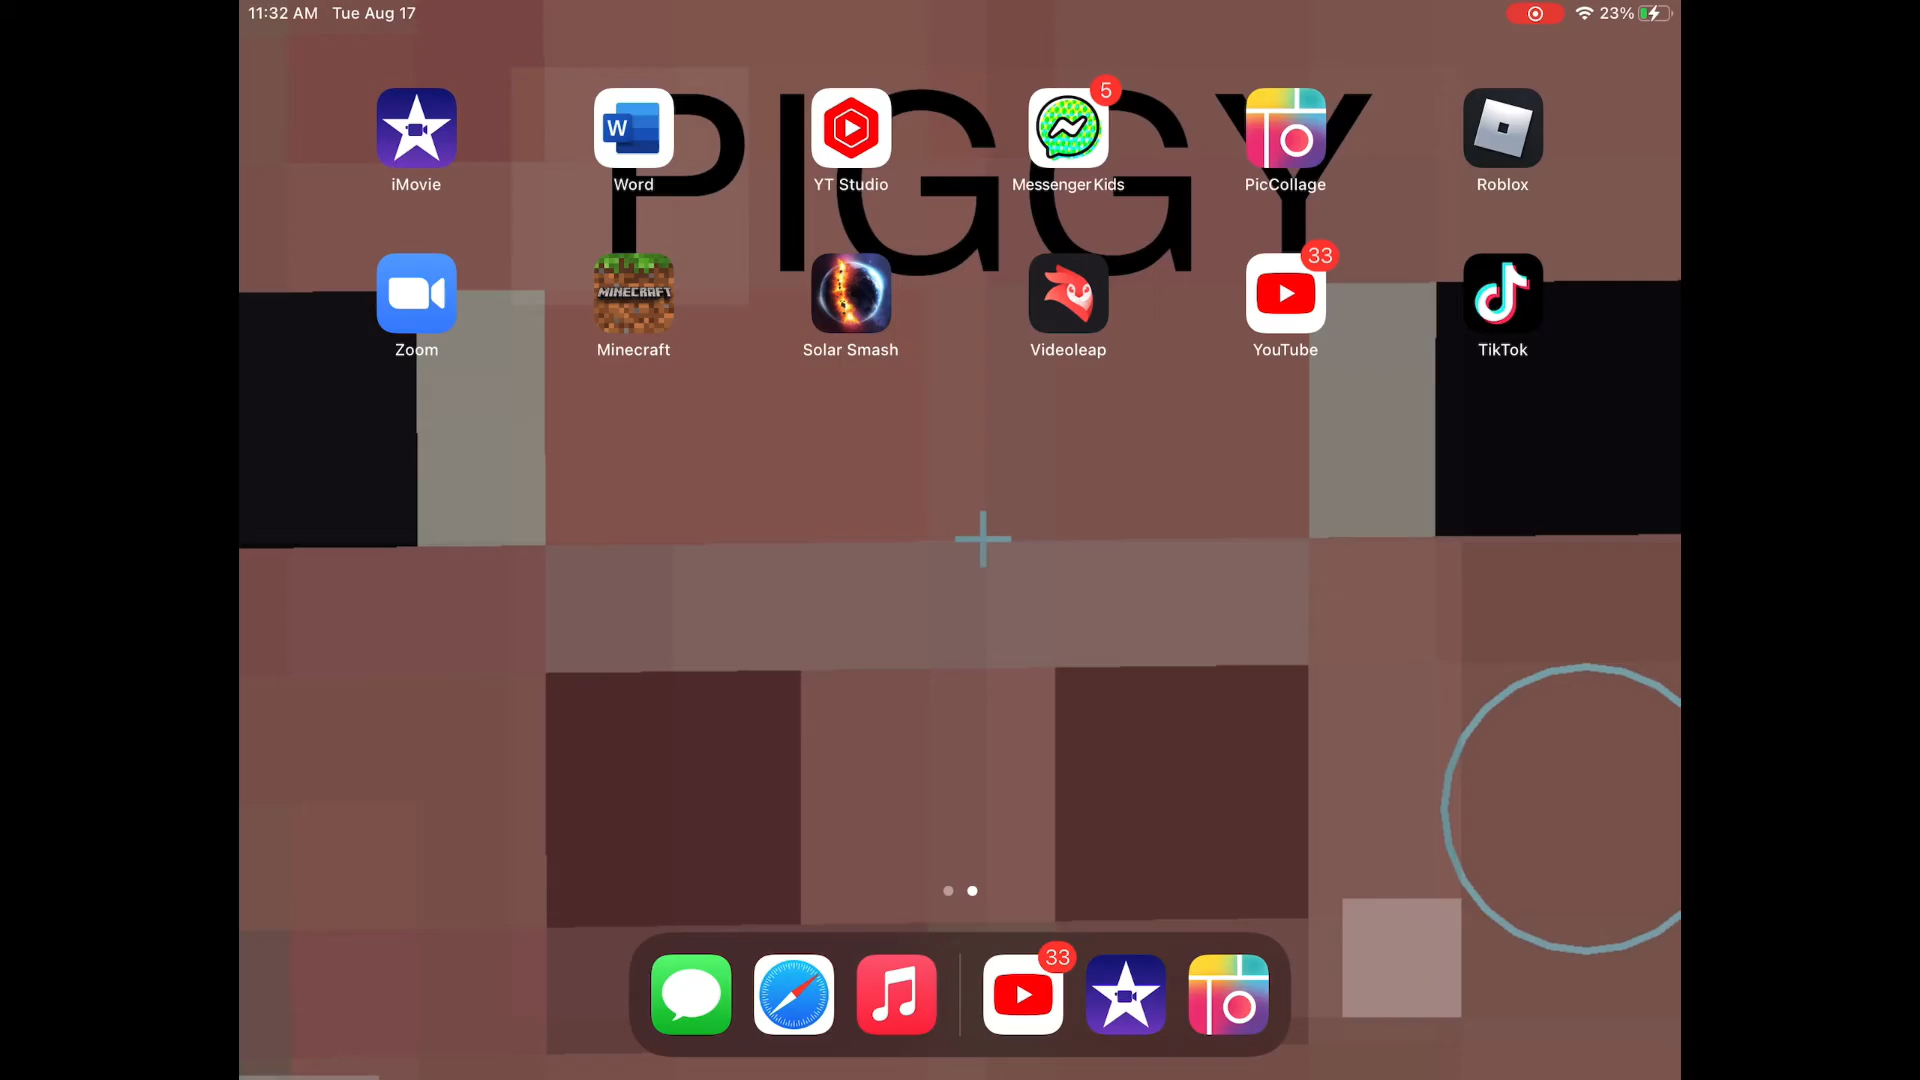 11:32 AM Tue Aug 17
23%
PIGGY
5
iMovie
W
Word
YT Studio
Messenger Kids
PicCollage
Roblox
33
MINECRAFT
Zoom
Minecraft
Solar Smash
Videoleap
YouTube
TikTok
33